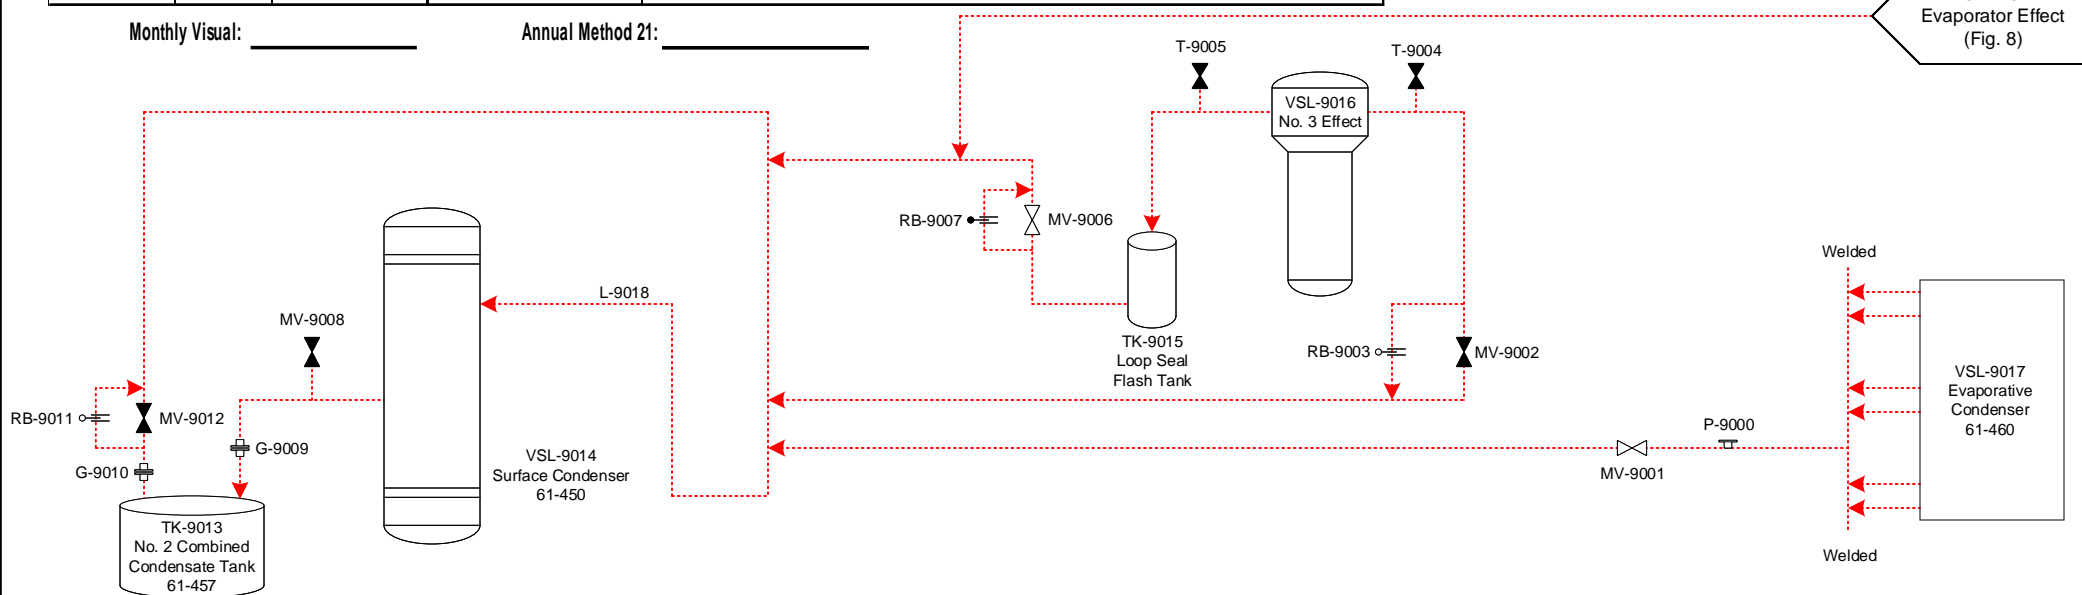 Monthly Visual:
Annual Method 21:
Evaporator Effect
(Fig. 8)
T-9005
T-9004
VSL-9016
No. 3 Effect
RB-9007
MV-9006
Welded
L-9018
MV-9008
TK-9015
Loop Seal
Flash Tank
RB-9003
MV-9002
VSL-9017
Evaporative
Condenser
61-460
RB-9011
MV-9012
G-9009
G-9010
VSL-9014
Surface Condenser
61-450
P-9000
MV-9001
TK-9013
No. 2 Combined
Condensate Tank
61-457
Welded